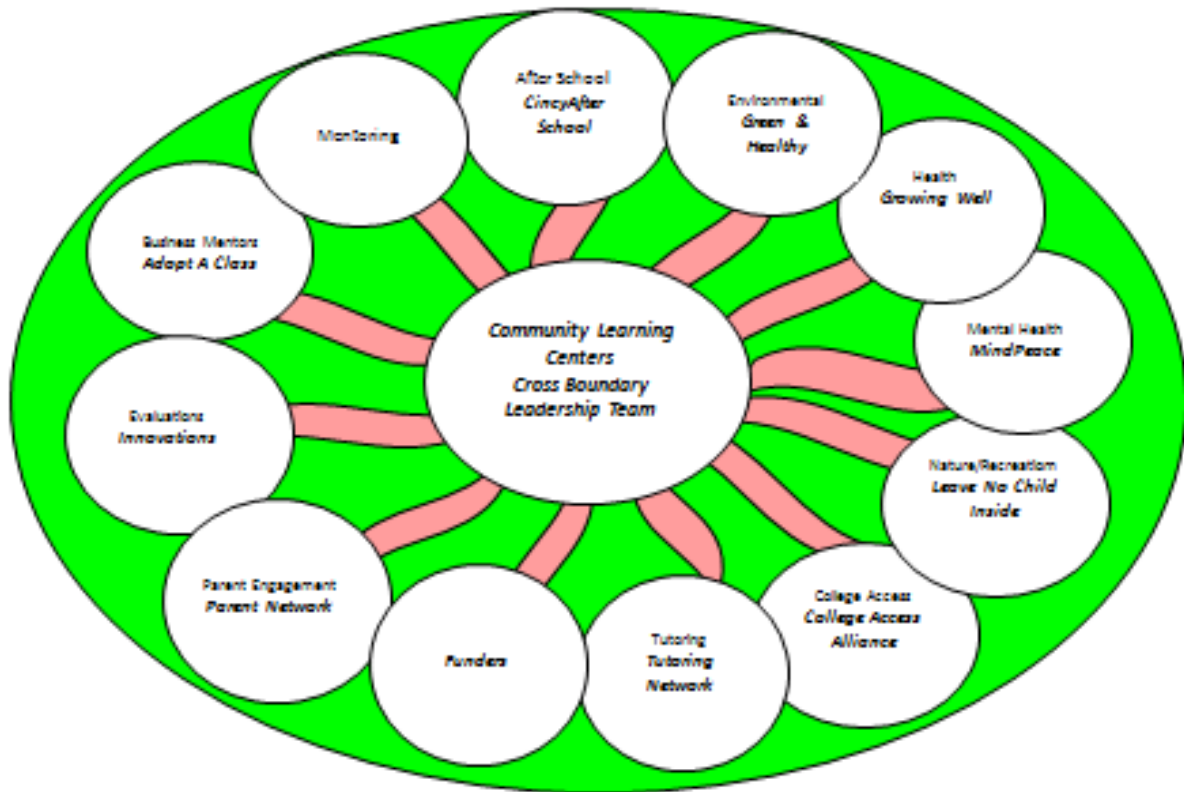 After School
CincyAfter
School
Environmental
Green & 
Healthy
Monitoring
Health
Growing Well
Business Mentors
Adopt A Class
Community Learning
Centers
Cross Boundary
Leadership Team
Mental Health
MindPeace
Evaluations
Innovations
Nature/Recreation
Leave No Child
Inside
Parent Engagement
Parent Network
College Access
College Access
Alliance
Funders
Tutoring
Tutoring
Network